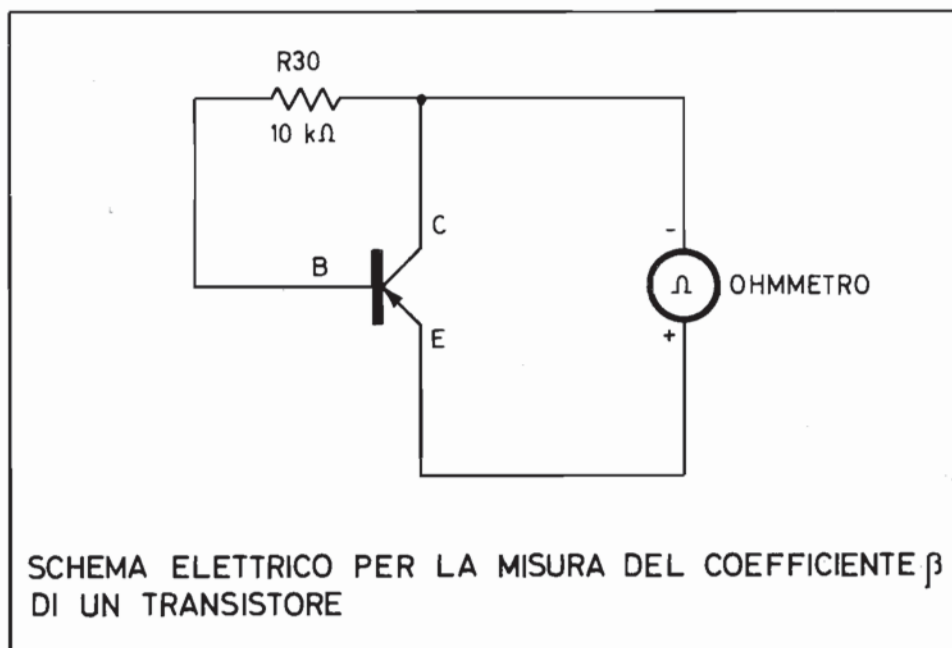 R30
10 kΩ
C
B
E
-
Ω OHMMETRO
+
SCHEMA ELETTRICO PER LA MISURA DEL COEFFICIENTE β
DI UN TRANSISTORE